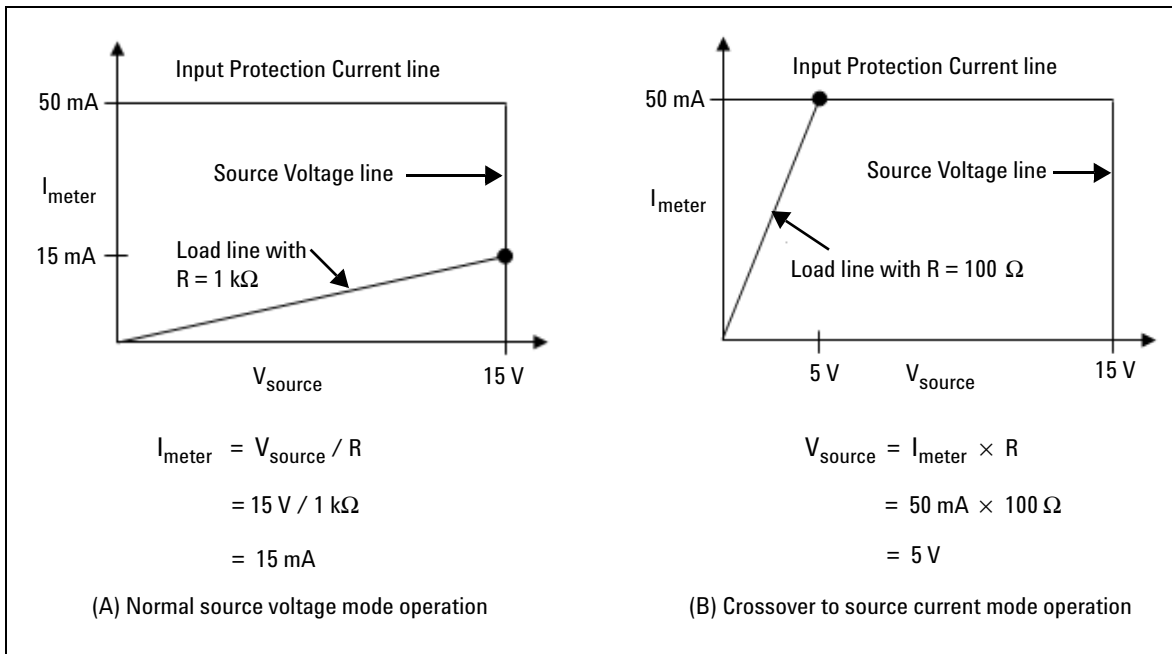 Input Protection Current line
50 mA
Source Voltage line
I_meter
15 mA
Load line with
R = 1 kΩ
V_source
15 V
I_meter = V_source / R
= 15 V / 1 kΩ
= 15 mA
(A) Normal source voltage mode operation
Input Protection Current line
50 mA
Source Voltage line
I_meter
Load line with R = 100 Ω
5 V
V_source
15 V
V_source = I_meter × R
= 50 mA × 100 Ω
= 5 V
(B) Crossover to source current mode operation